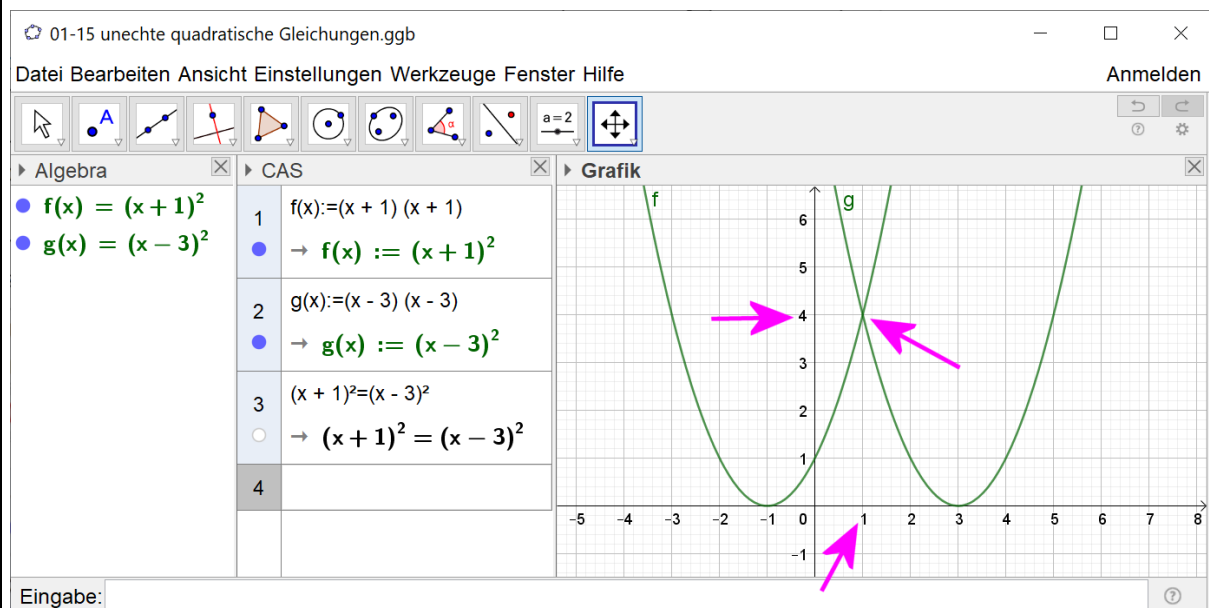 01-15 unechte quadratische Gleichungen.ggb
Datei Bearbeiten Ansicht Einstellungen Werkzeuge Fenster Hilfe
Anmelden
A
α
a = 2
Algebra
f(x) = (x + 1)²
g(x) = (x – 3)²
CAS
1
f(x):=(x + 1) (x + 1)
→ f(x) := (x + 1)²
2
g(x):=(x - 3) (x - 3)
→ g(x) := (x – 3)²
3
(x + 1)²=(x - 3)²
→ (x + 1)² = (x – 3)²
4
Grafik
f
g
6
5
4
3
2
1
–5 –4 –3 –2 –1 0 1 2 3 4 5 6 7 8
–1
Eingabe: